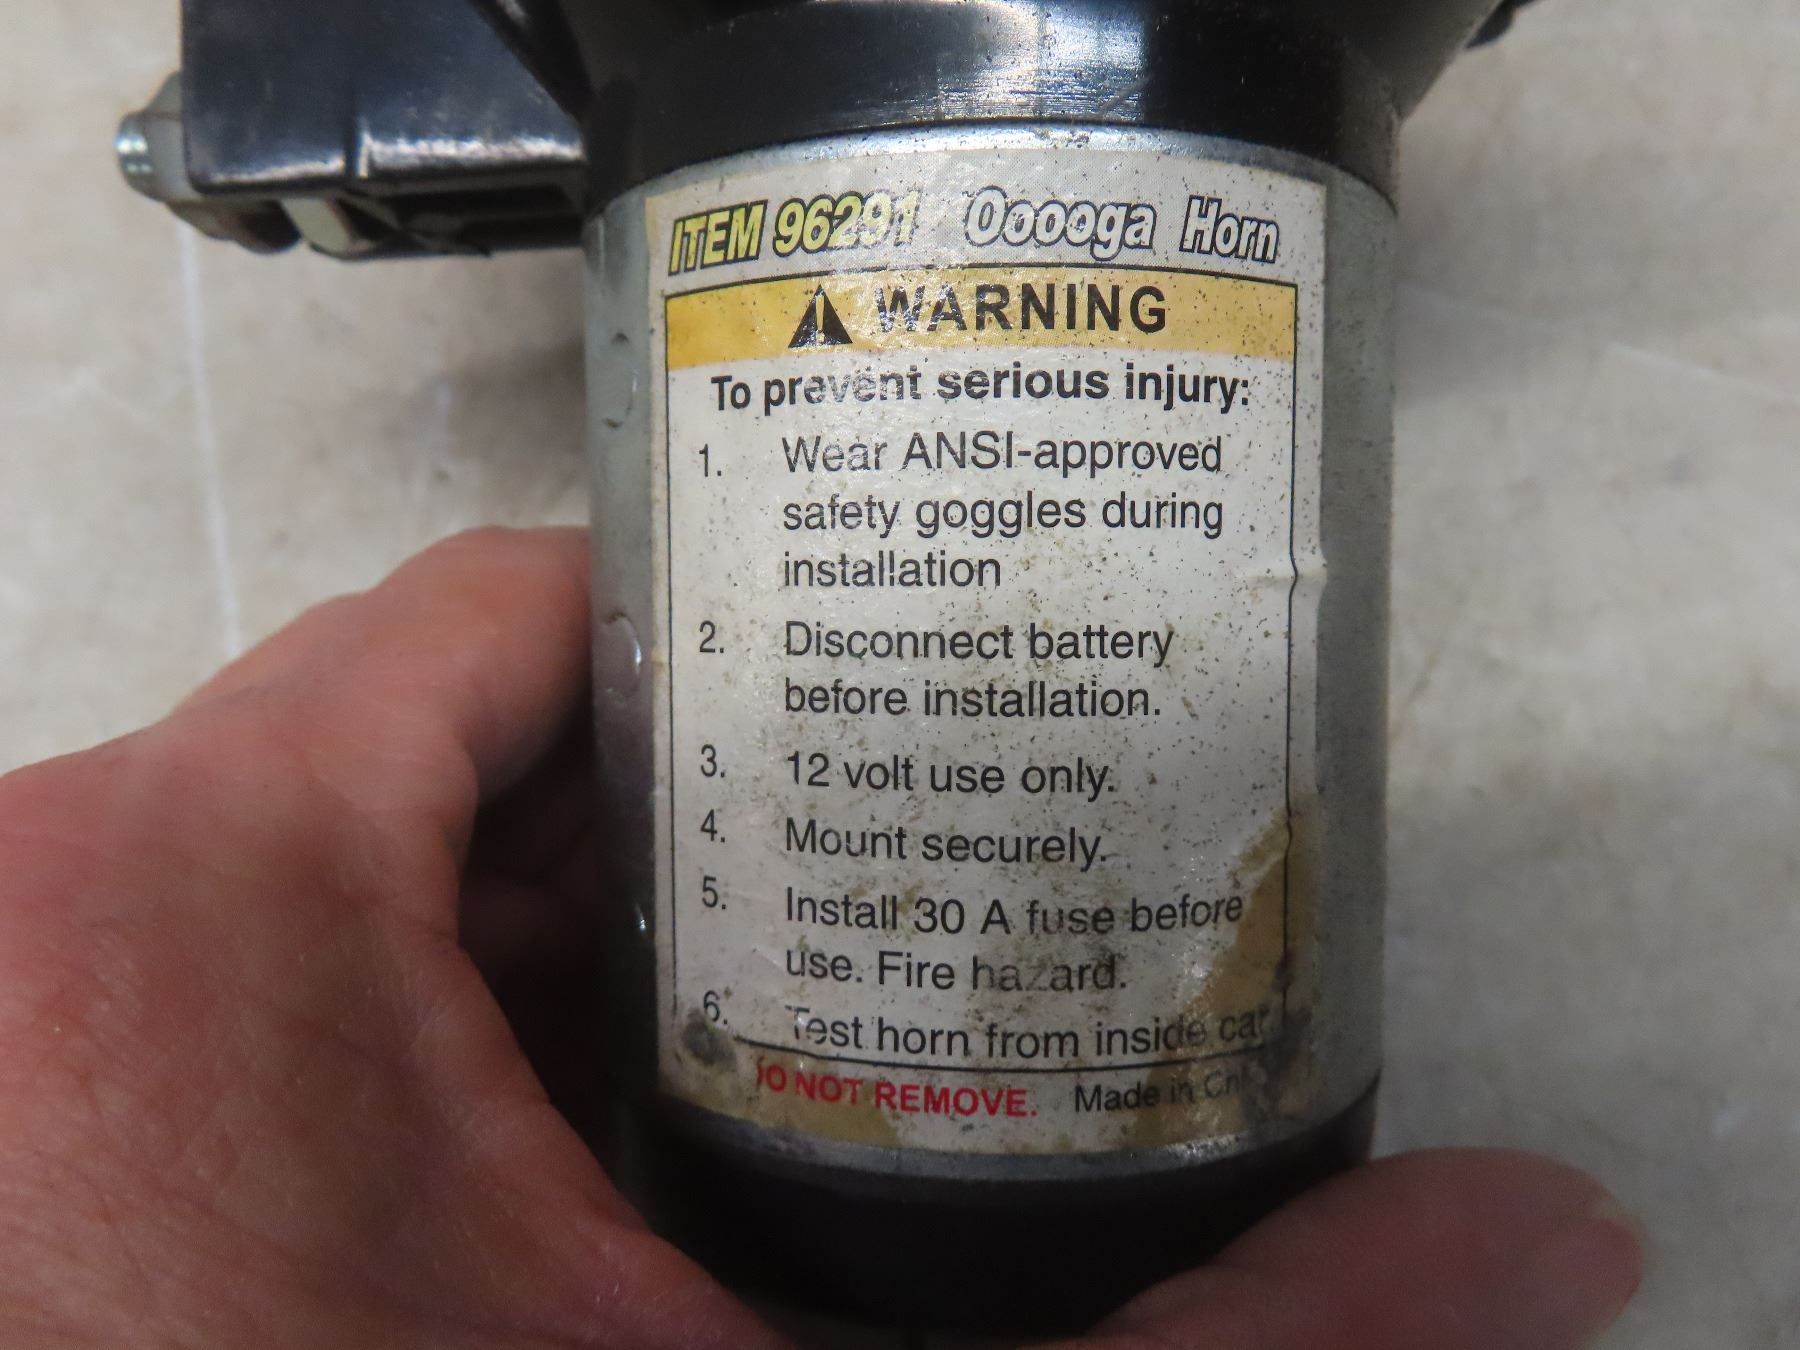 ITEM 96291 Ooooga Horn
WARNING
To prevent serious injury:
1. Wear ANSI-approved
safety goggles during
installation
2. Disconnect battery
before installation.
3. 12 volt use only.
4. Mount securely.
5. Install 30 A fuse before
use. Fire hazard.
6. Test horn from inside car
DO NOT REMOVE. Made in